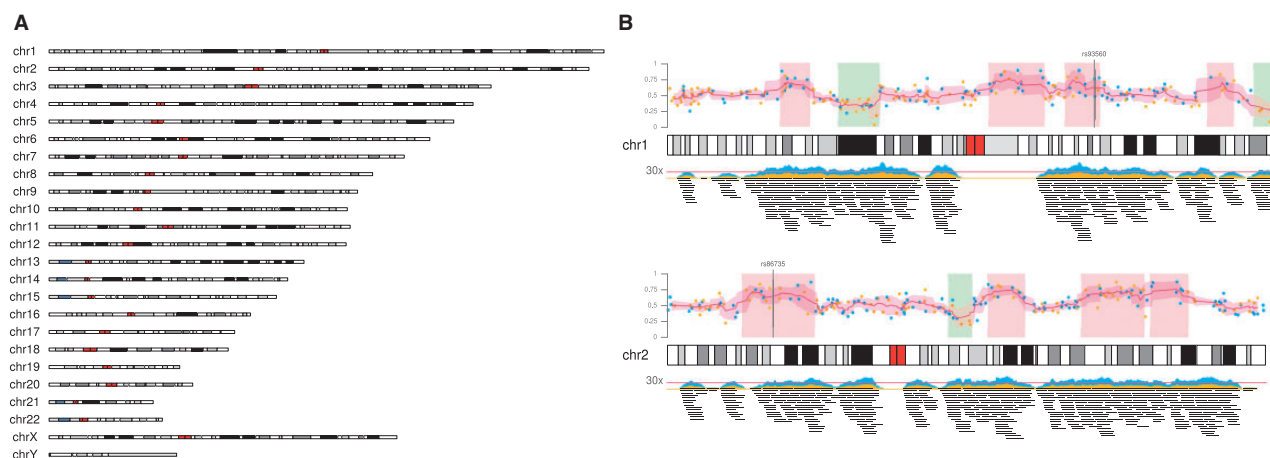 A
chr1
chr2
chr3
chr4
chr5
chr6
chr7
chr8
chr9
chr10
chr11
chr12
chr13
chr14
chr15
chr16
chr17
chr18
chr19
chr20
chr21
chr22
chrX
chrY
B
rs93560
1
0.75
0.5
0.25
0
chr1
30x
rs86735
1
0.75
0.5
0.25
0
chr2
30x